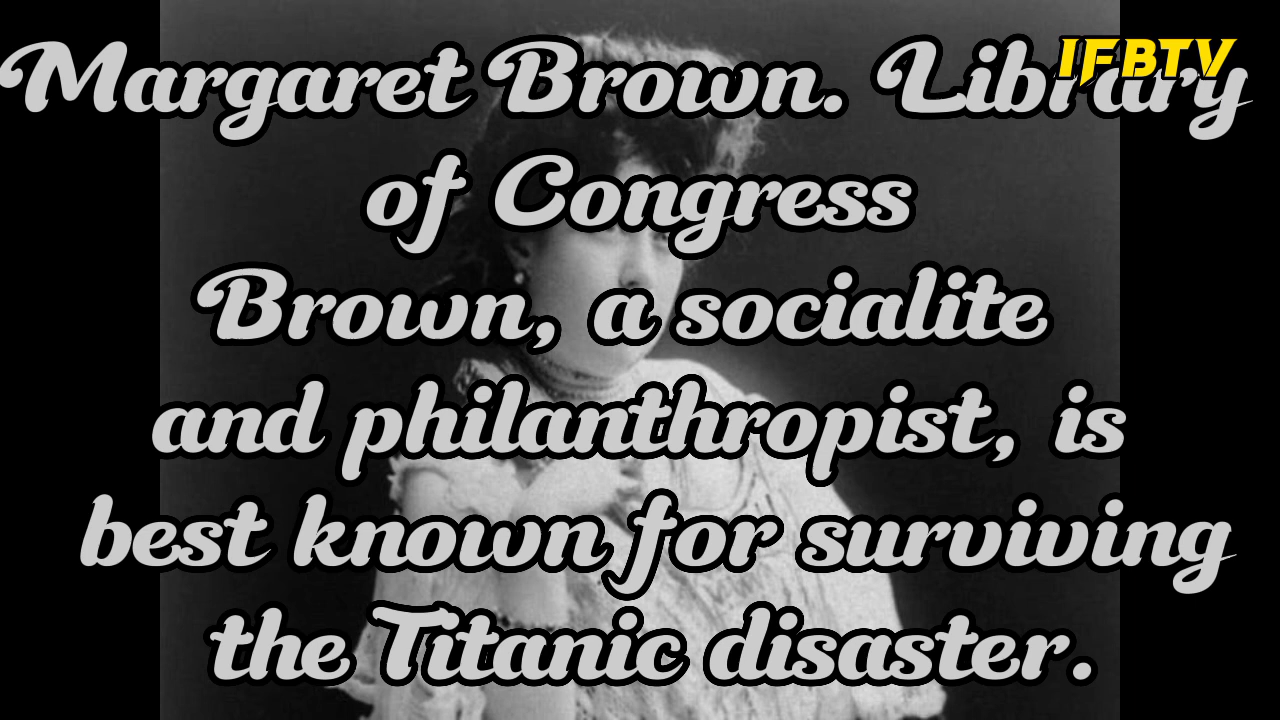 IFBTV
Margaret Brown. Library
of Congress
Brown, a socialite
and philanthropist, is
best known for surviving
the Titanic disaster.